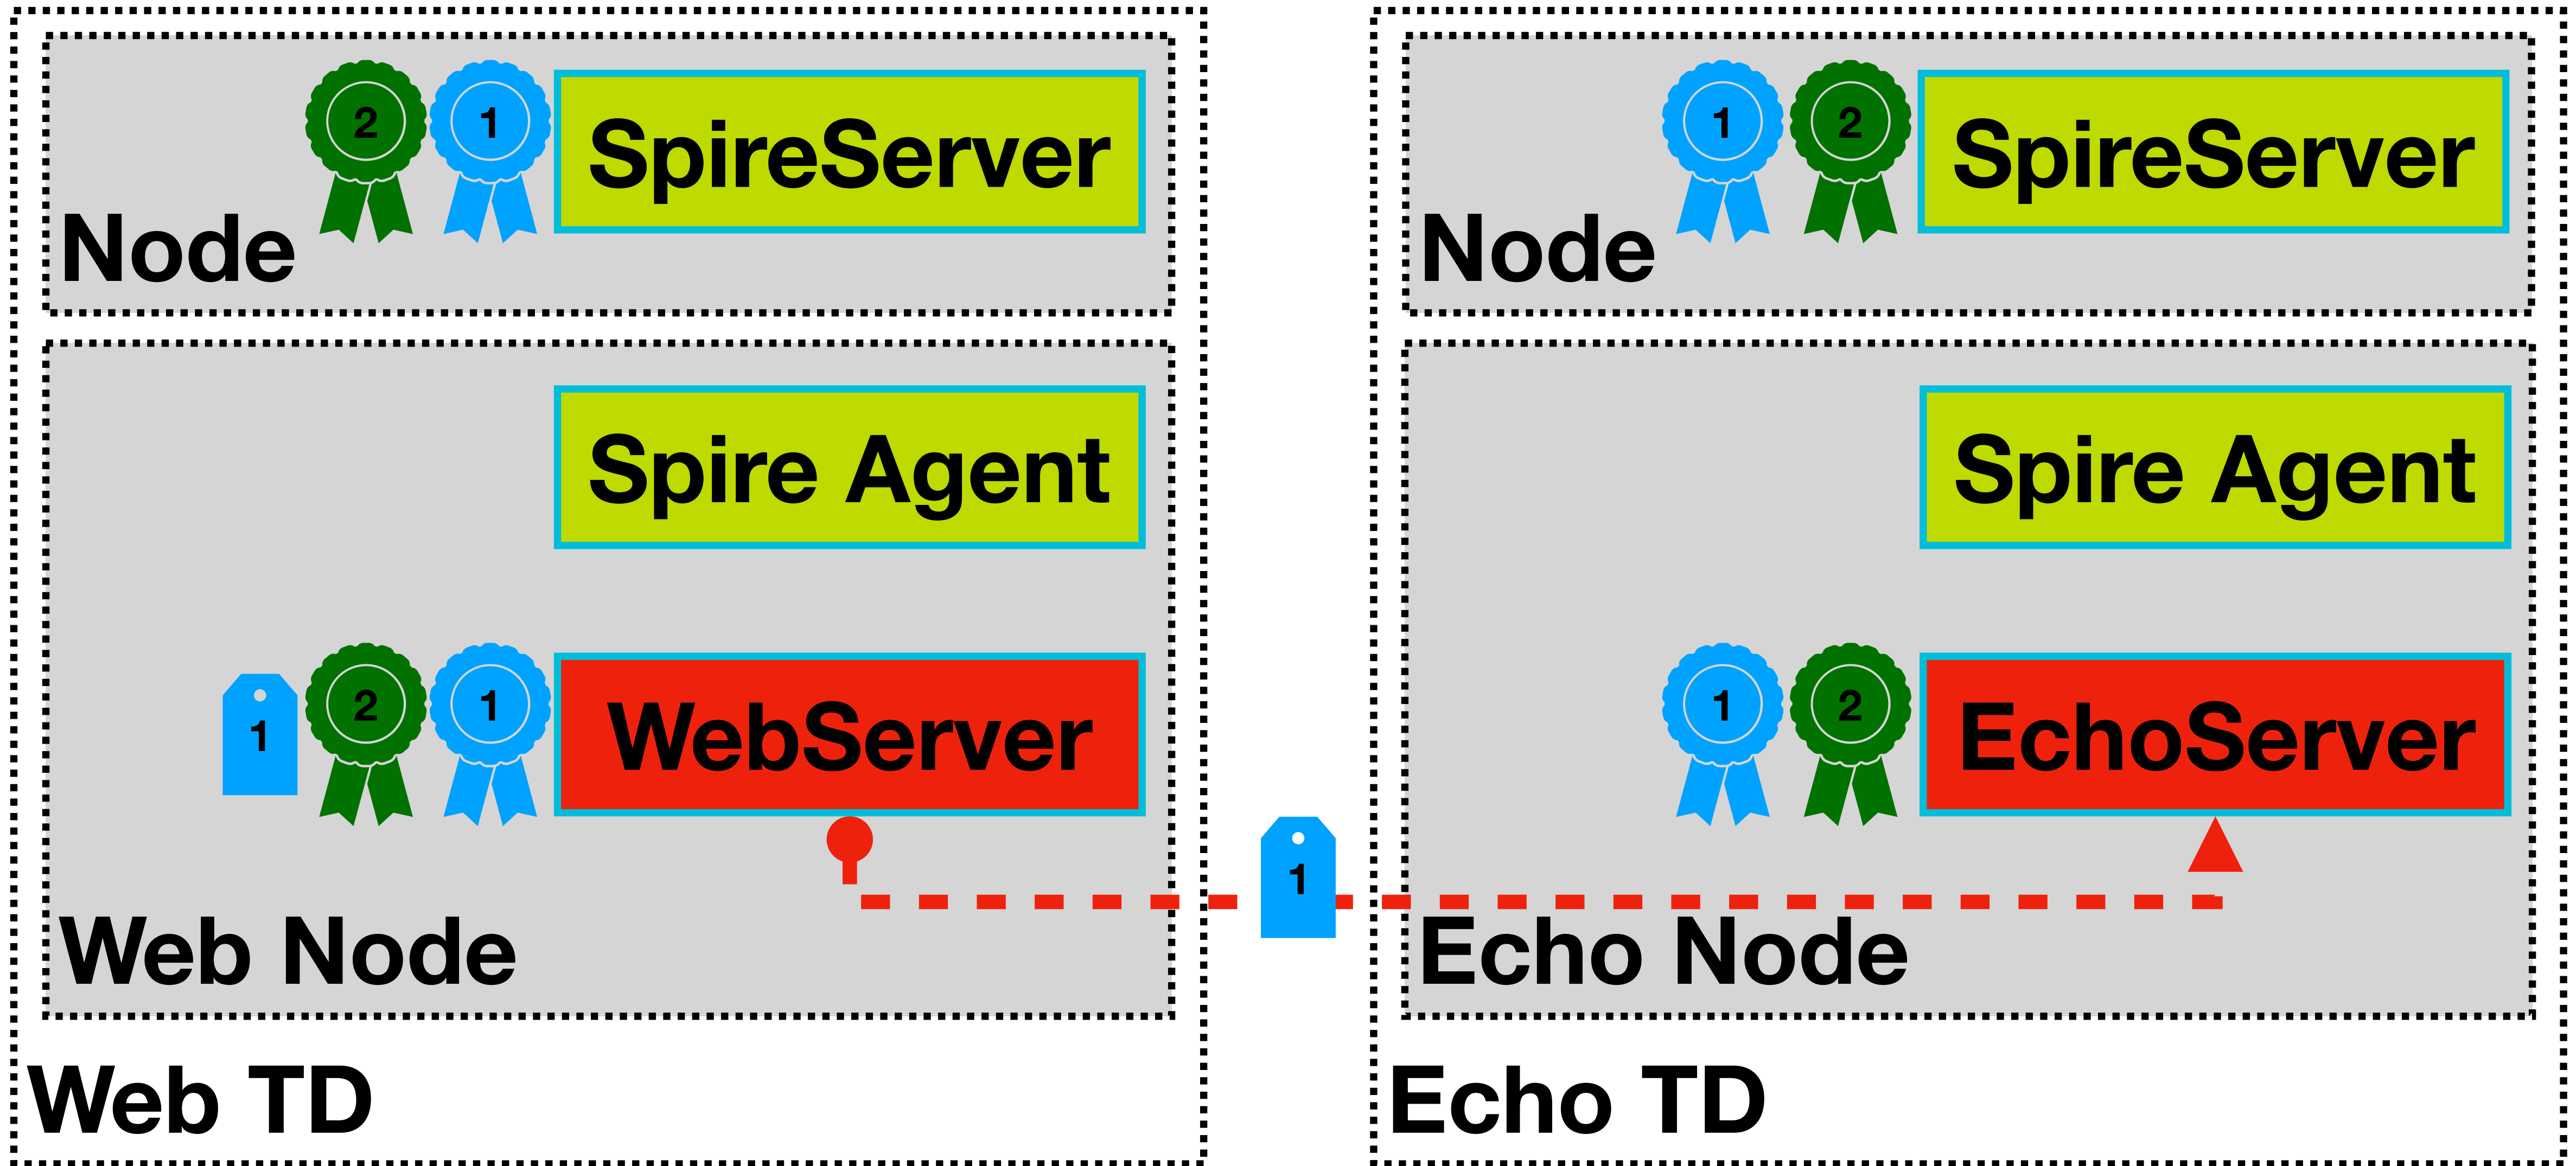 2 1 SpireServer
Node
Spire Agent
1 2 1 WebServer
Web Node
Web TD
1
1 2 SpireServer
Node
Spire Agent
1 2 EchoServer
Echo Node
Echo TD